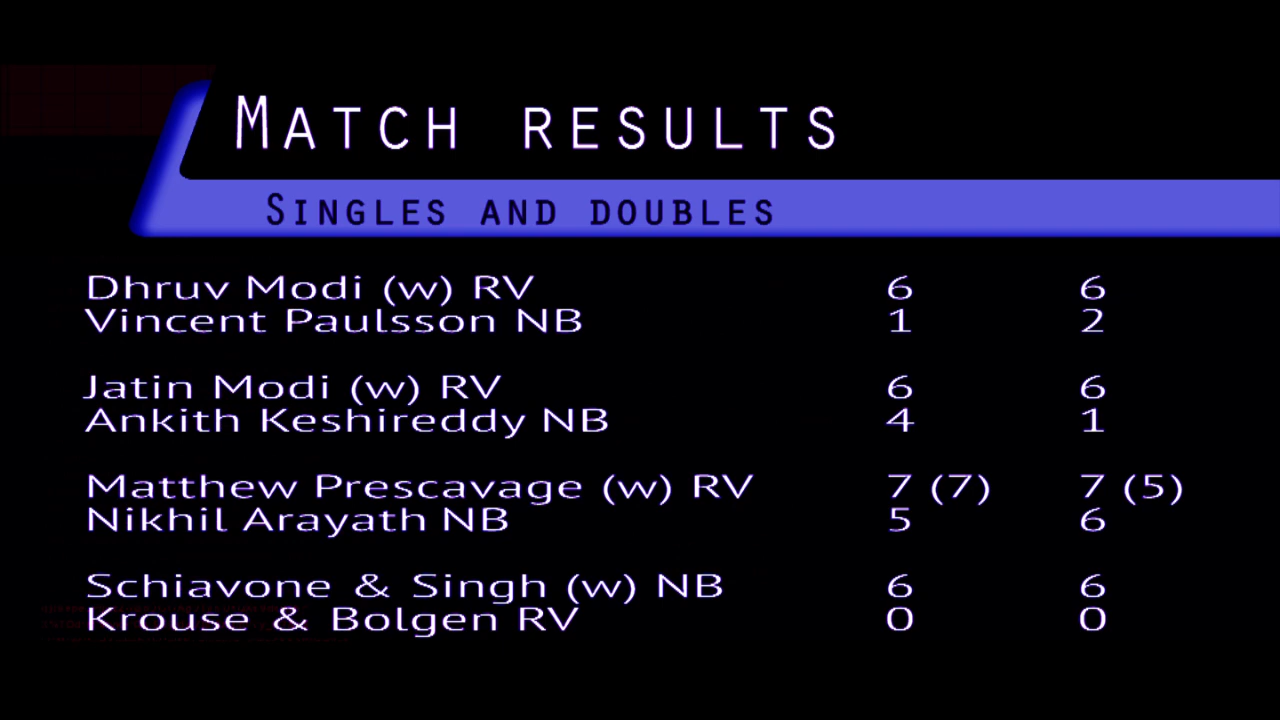 Match results
Singles and doubles
Dhruv Modi (w) RV 6 6
Vincent Paulsson NB 1 2
Jatin Modi (w) RV 6 6
Ankith Keshireddy NB 4 1
Matthew Prescavage (w) RV 7 (7) 7 (5)
Nikhil Arayath NB 5 6
Schiavone & Singh (w) NB 6 6
Krouse & Bolgen RV 0 0